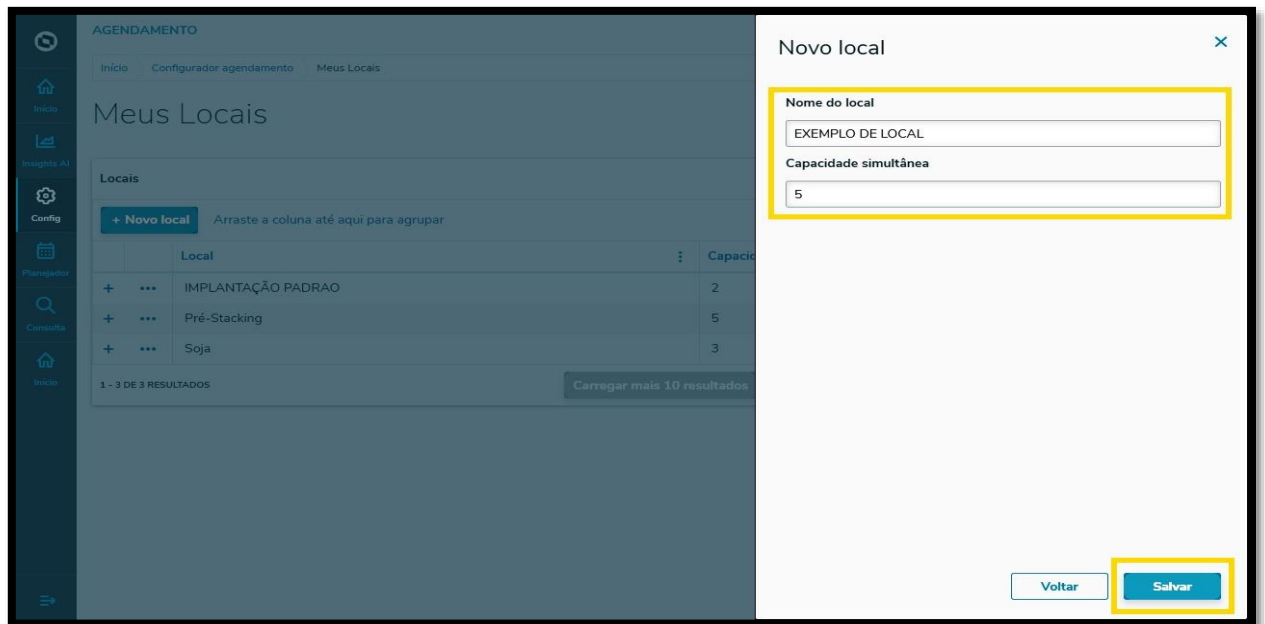 AGENDAMENTO
Início Configurador agendamento Meus Locais
Meus Locais
Início
Insights AI
Config
Planejador
Consulta
Início
Locais
+ Novo local Arraste a coluna até aqui para agrupar
Local Capacid
+ ••• IMPLANTAÇÃO PADRAO 2
+ ••• Pré-Stacking 5
+ ••• Soja 3
1 - 3 DE 3 RESULTADOS Carregar mais 10 resultados
Novo local
Nome do local
EXEMPLO DE LOCAL
Capacidade simultânea
5
Voltar Salvar